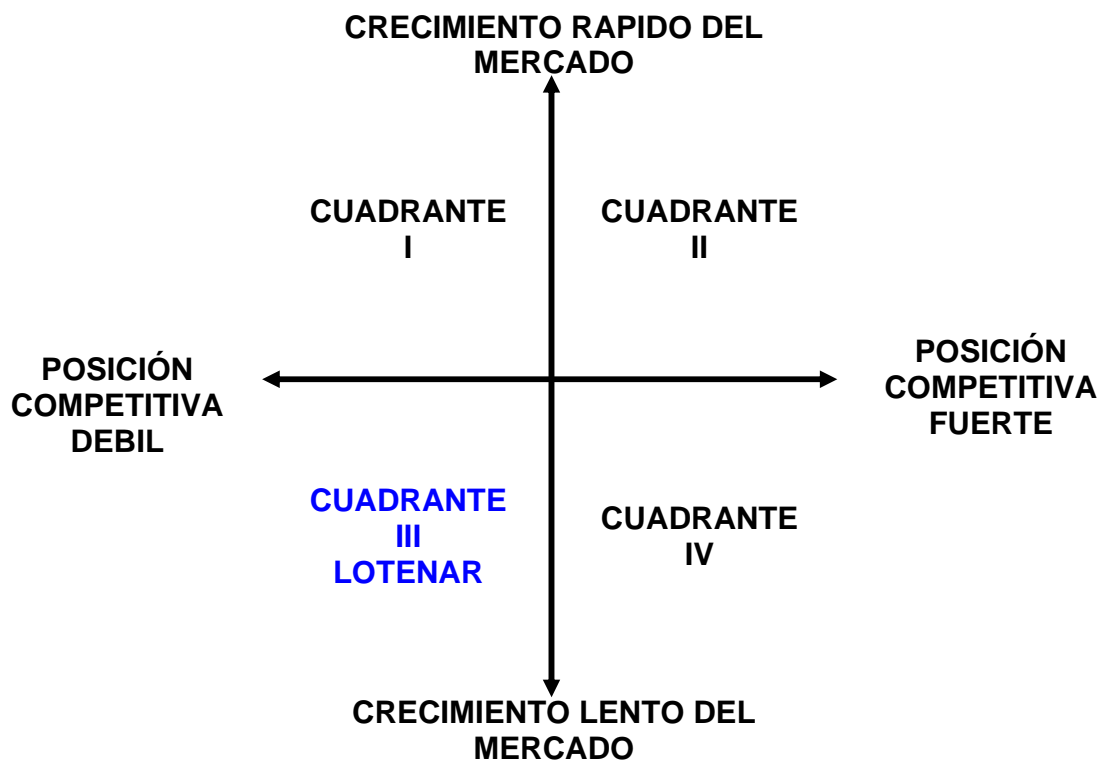 CRECIMIENTO RAPIDO DEL
MERCADO
CUADRANTE
I
CUADRANTE
II
POSICIÓN
COMPETITIVA
DEBIL
POSICIÓN
COMPETITIVA
FUERTE
CUADRANTE
III
LOTENAR
CUADRANTE
IV
CRECIMIENTO LENTO DEL
MERCADO